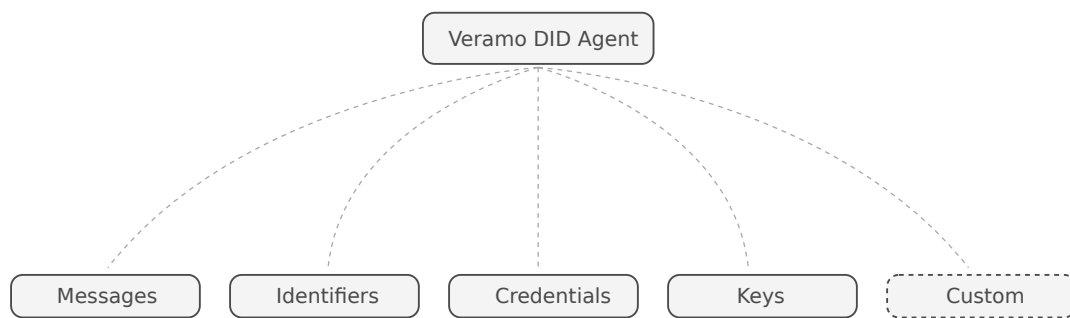 Veramo DID Agent
Messages
Identifiers
Credentials
Keys
Custom